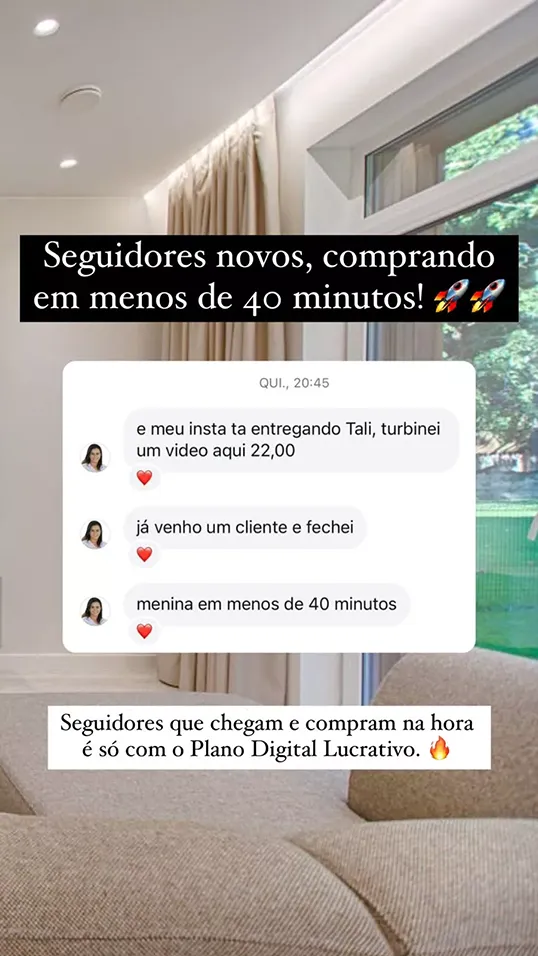 Seguidores novos, comprando
em menos de 40 minutos! 🚀🚀
QUI., 20:45
e meu insta ta entregando Tali, turbinei
um video aqui 22,00
❤️
já venho um cliente e fechei
❤️
menina em menos de 40 minutos
❤️
Seguidores que chegam e compram na hora
é só com o Plano Digital Lucrativo. 🔥